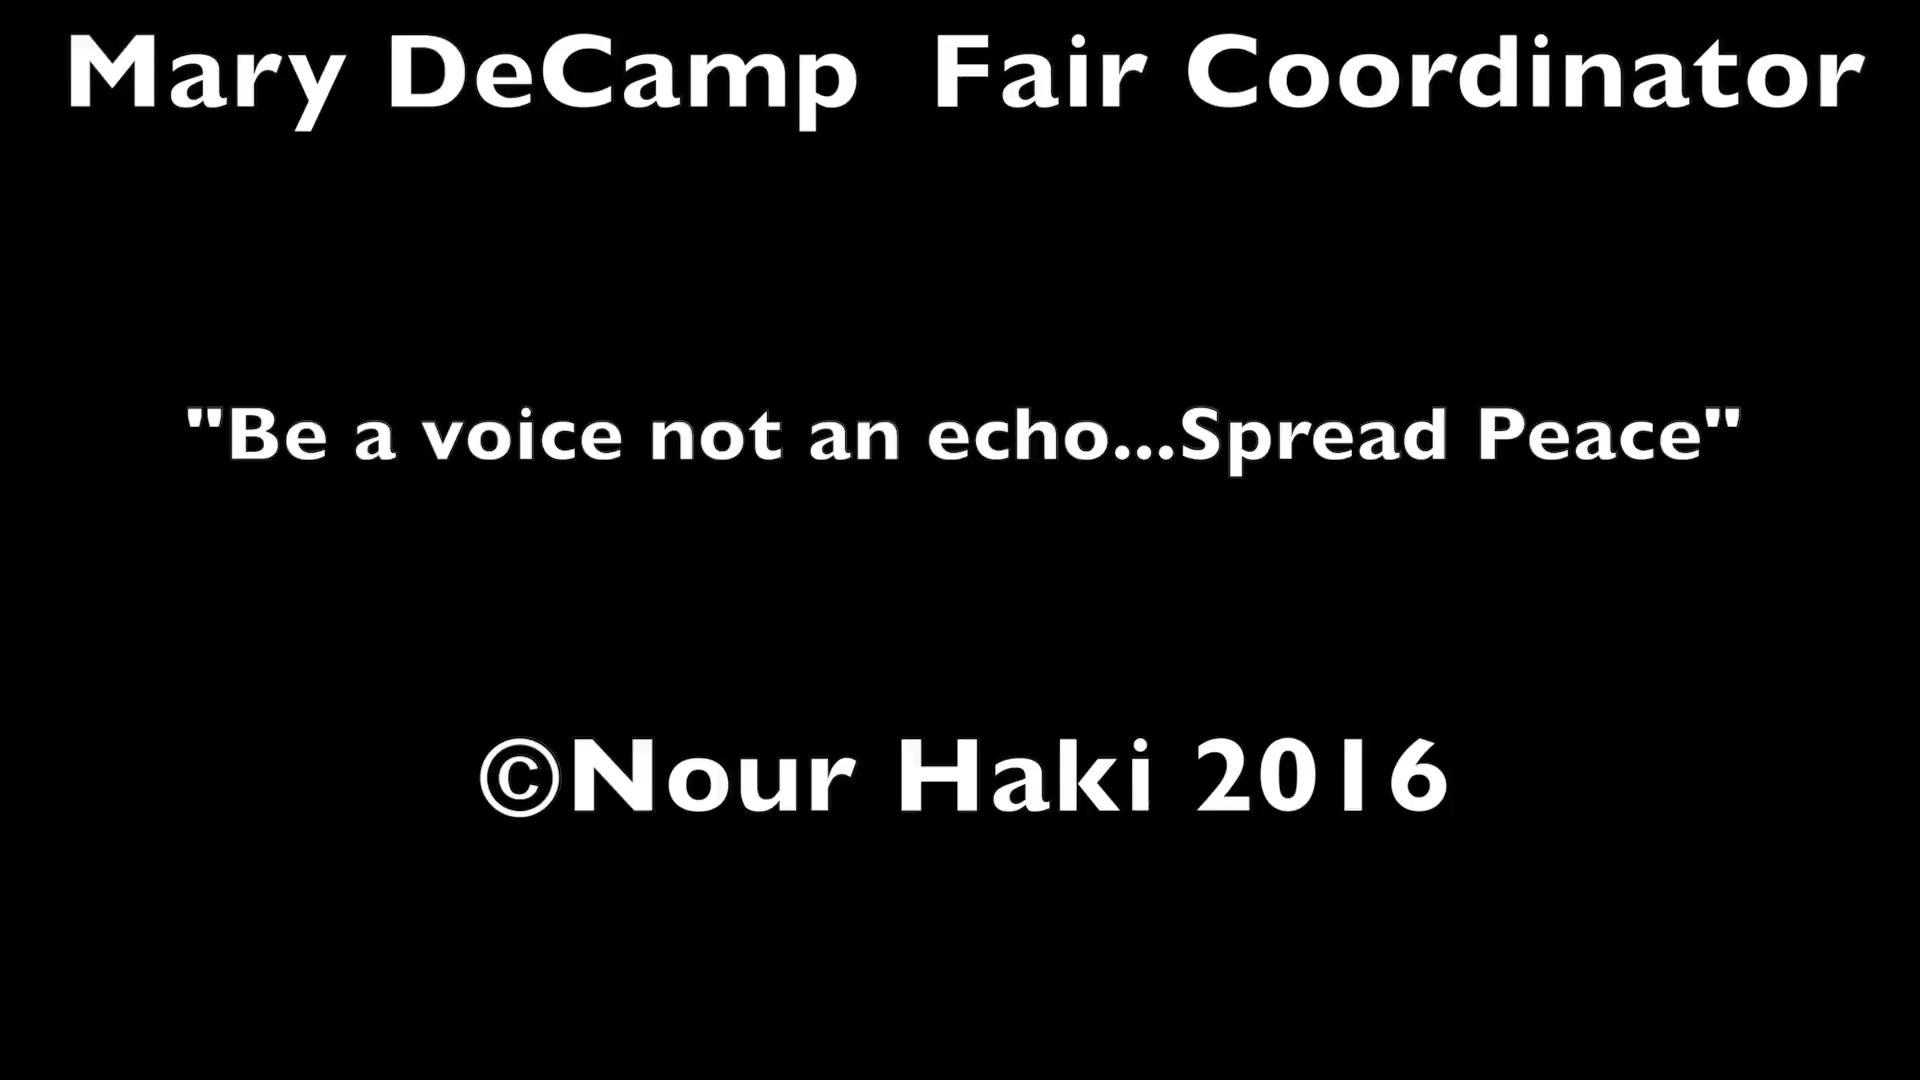 Mary DeCamp  Fair Coordinator
"Be a voice not an echo...Spread Peace"
©Nour Haki 2016